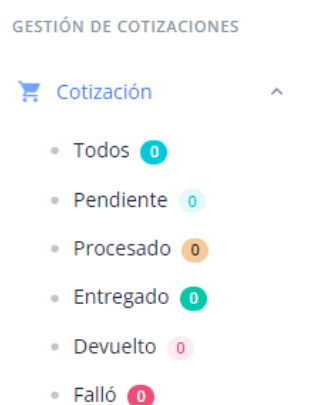 GESTIÓN DE COTIZACIONES
Cotización
Todos 0
Pendiente 0
Procesado 0
Entregado 0
Devuelto 0
Falló 0